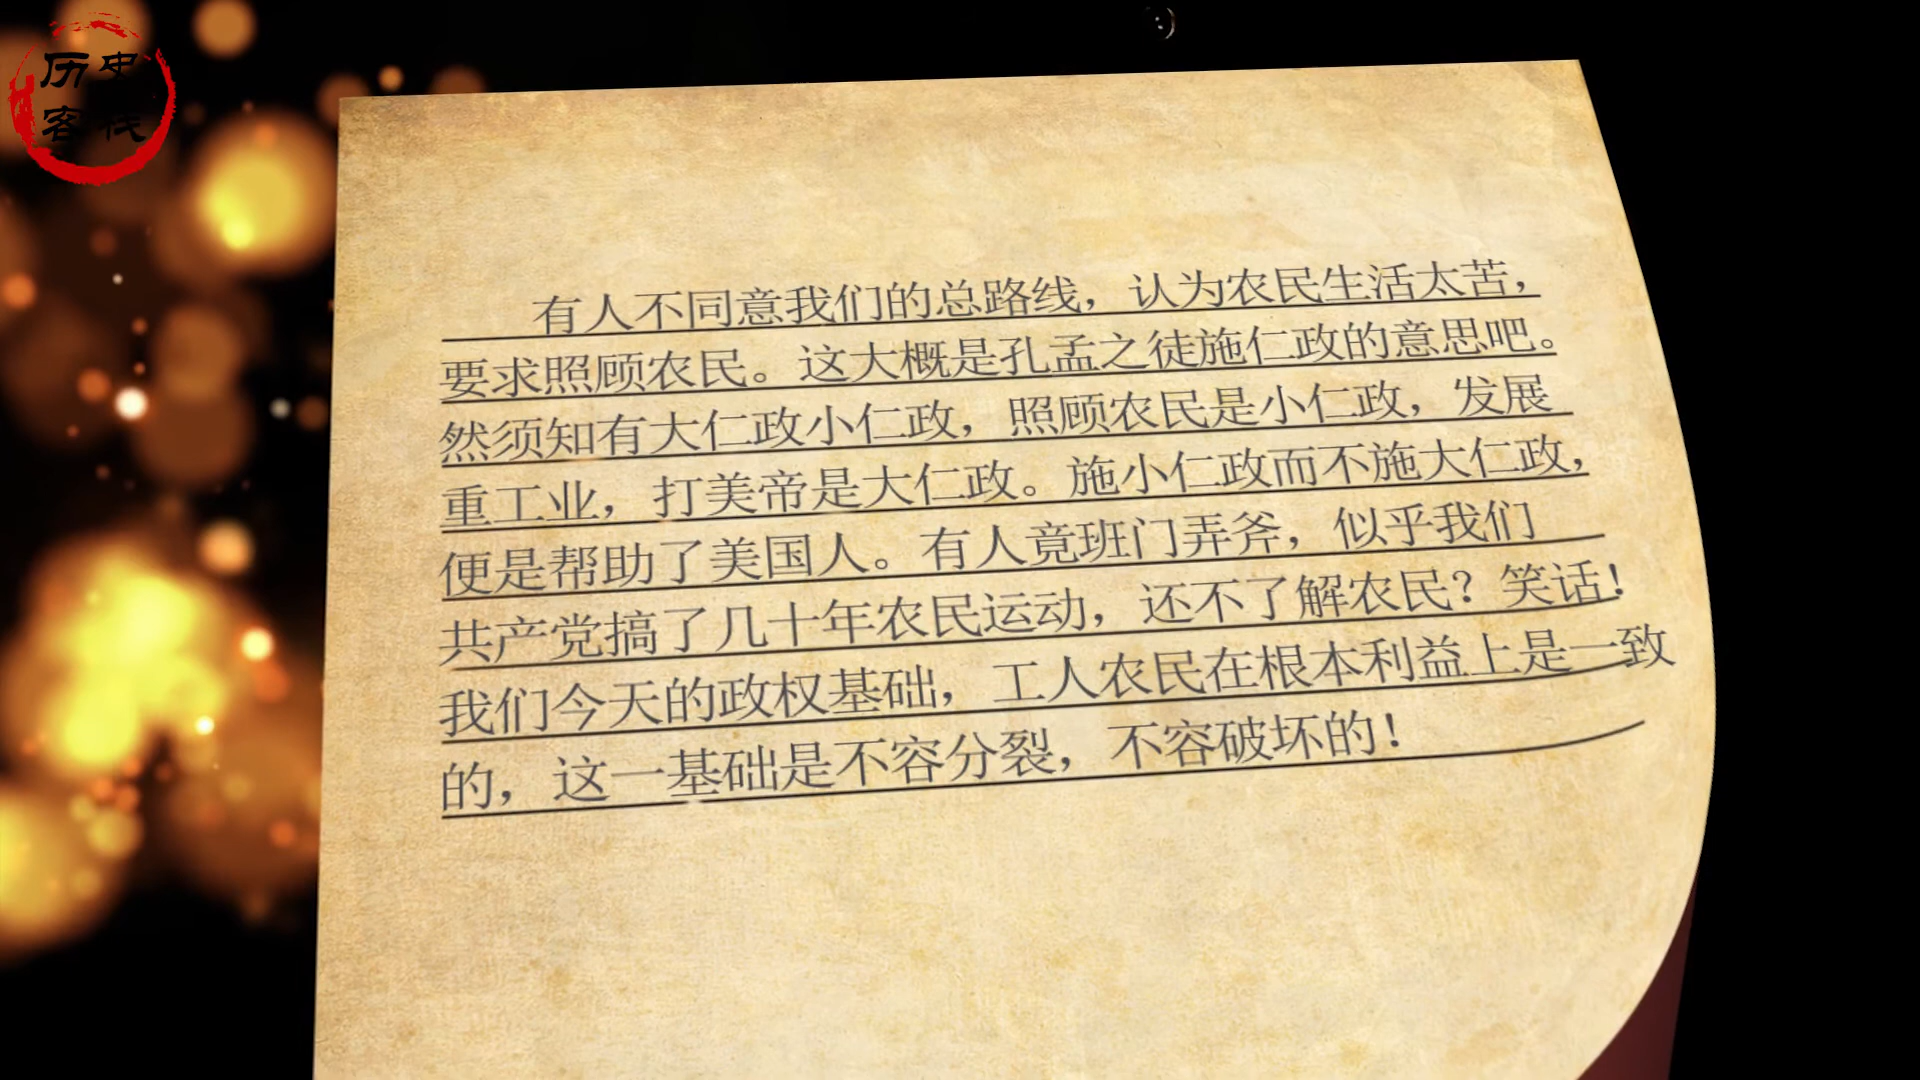 历史
客栈
有人不同意我们的总路线，认为农民生活太苦，
要求照顾农民。这大概是孔孟之徒施仁政的意思吧。
然须知有大仁政小仁政，照顾农民是小仁政，发展
重工业，打美帝是大仁政。施小仁政而不施大仁政，
便是帮助了美国人。有人竟班门弄斧，似乎我们
共产党搞了几十年农民运动，还不了解农民？笑话！
我们今天的政权基础，工人农民在根本利益上是一致
的，这一基础是不容分裂，不容破坏的！